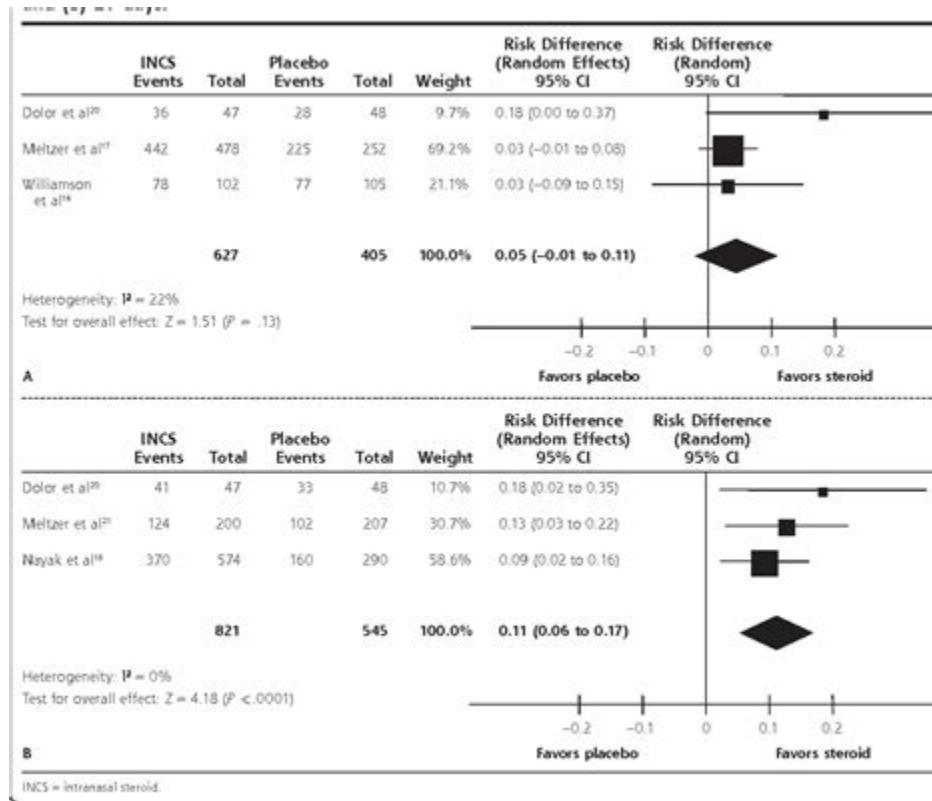 INCS Events Total Placebo Events Total Weight Risk Difference (Random Effects) 95% CI Risk Difference (Random) 95% CI
Dolor et al²⁰ 36 47 28 48 9.7% 0.18 (0.00 to 0.37)
Meltzer et al¹⁷ 442 478 225 252 69.2% 0.03 (−0.01 to 0.08)
Williamson et al¹⁹ 78 102 77 105 21.1% 0.03 (−0.09 to 0.15)
627 405 100.0% 0.05 (−0.01 to 0.11)
Heterogeneity: I² = 22%
Test for overall effect: Z = 1.51 (P = .13)
−0.2 −0.1 0 0.1 0.2
A Favors placebo Favors steroid
INCS Events Total Placebo Events Total Weight Risk Difference (Random Effects) 95% CI Risk Difference (Random) 95% CI
Dolor et al²⁰ 41 47 33 48 10.7% 0.18 (0.02 to 0.35)
Meltzer et al²¹ 124 200 102 207 30.7% 0.13 (0.03 to 0.22)
Nayak et al¹⁸ 370 574 160 290 58.6% 0.09 (0.02 to 0.16)
821 545 100.0% 0.11 (0.06 to 0.17)
Heterogeneity: I² = 0%
Test for overall effect: Z = 4.18 (P <.0001)
−0.2 −0.1 0 0.1 0.2
B Favors placebo Favors steroid
INCS = intranasal steroid.